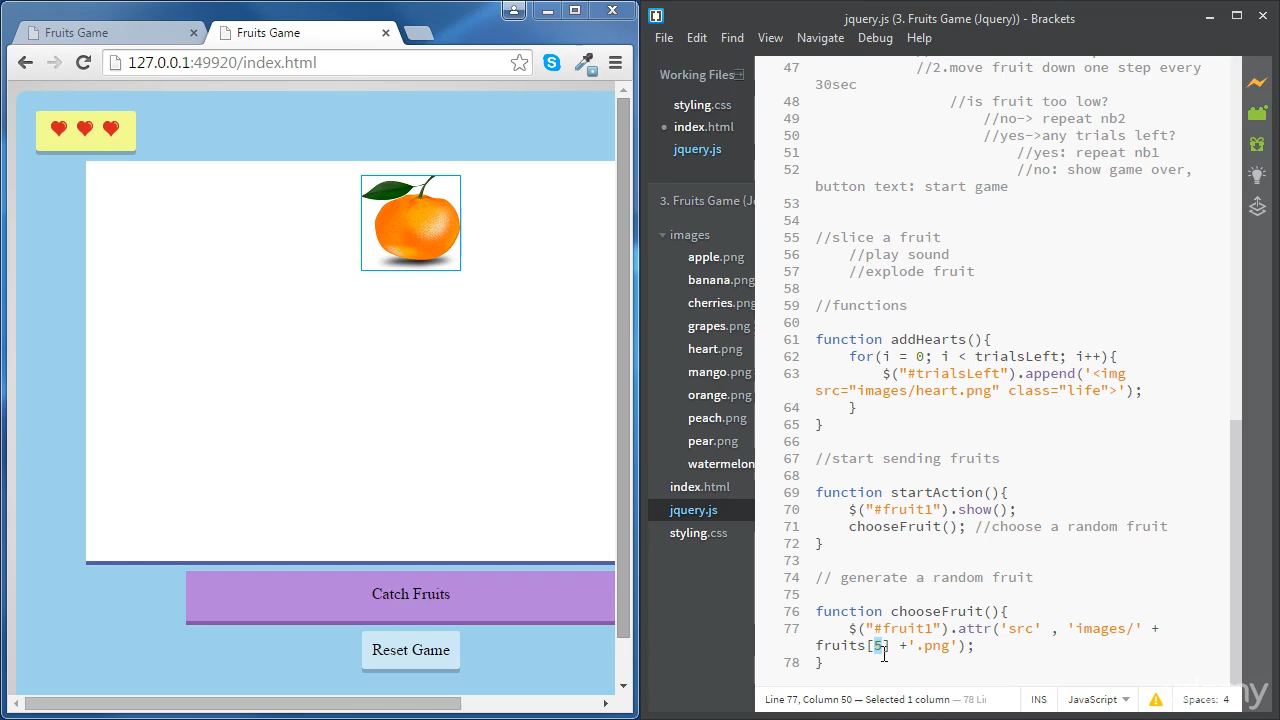 Fruits Game
Fruits Game
127.0.0.1:49920/index.html
Catch Fruits
Reset Game
jquery.js (3. Fruits Game (Jquery)) - Brackets
File Edit Find View Navigate Debug Help
Working Files
styling.css
index.html
jquery.js
3. Fruits Game (J
images
apple.png
banana.png
cherries.png
grapes.png
heart.png
mango.png
orange.png
peach.png
pear.png
watermelon
index.html
jquery.js
styling.css
47 //2.move fruit down one step every
30sec
48 //is fruit too low?
49 //no-> repeat nb2
50 //yes->any trials left?
51 //yes: repeat nb1
52 //no: show game over,
button text: start game
53
54
55 //slice a fruit
56 //play sound
57 //explode fruit
58
59 //functions
60
61 function addHearts(){
62 for(i = 0; i < trialsLeft; i++){
63 $("#trialsLeft").append('<img
src="images/heart.png" class="life">');
64 }
65 }
66
67 //start sending fruits
68
69 function startAction(){
70 $("#fruit1").show();
71 chooseFruit(); //choose a random fruit
72 }
73
74 // generate a random fruit
75
76 function chooseFruit(){
77 $("#fruit1").attr('src' , 'images/' +
fruits[5] +'.png');
78 }
Line 77, Column 50 — Selected 1 column — 78 Li
INS JavaScript Spaces: 4